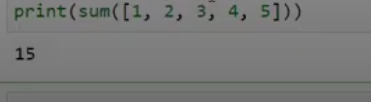 print(sum([1, 2, 3, 4, 5]))
15